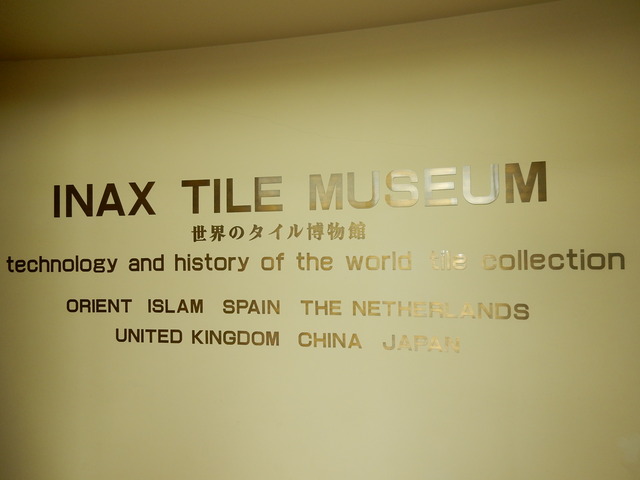 INAX TILE MUSEUM
世界のタイル博物館
technology and history of the world tile collection
ORIENT ISLAM SPAIN THE NETHERLANDS
UNITED KINGDOM CHINA JAPAN